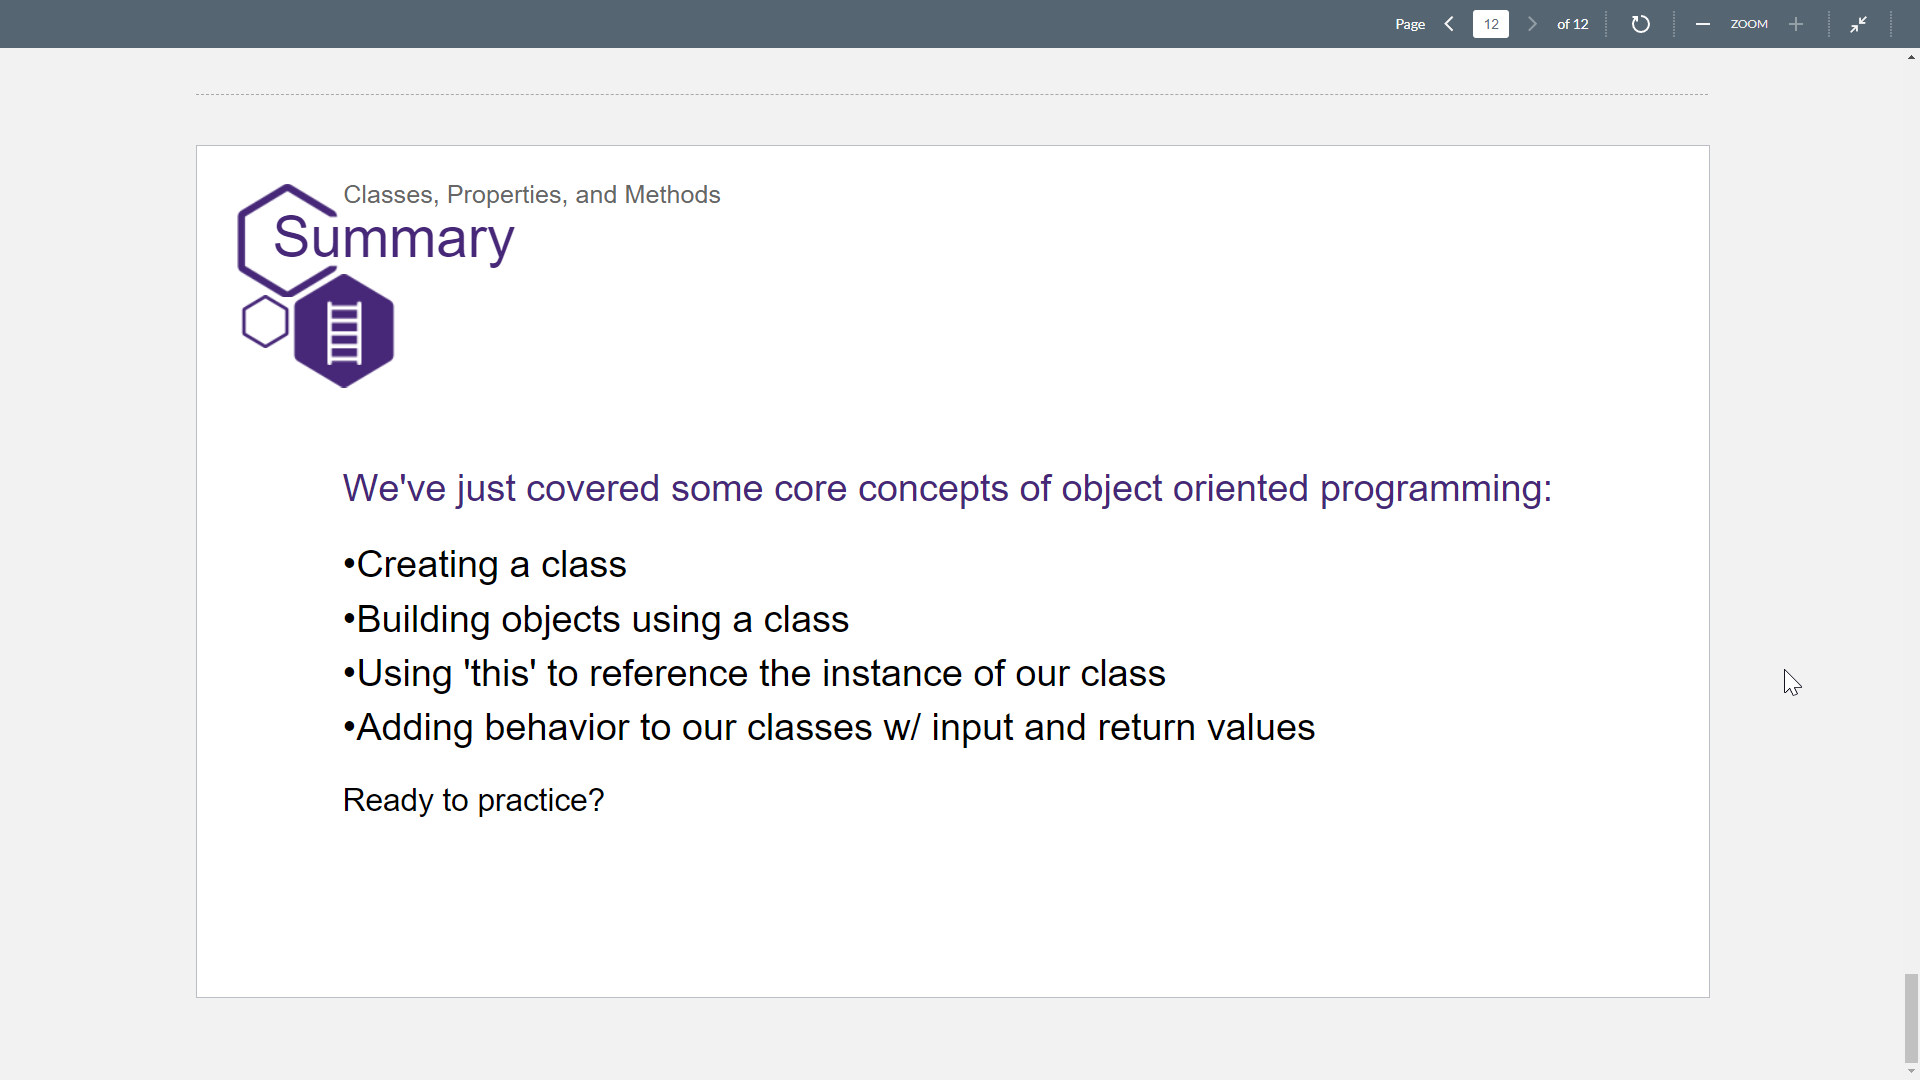 Page 12 of 12 ZOOM
Classes, Properties, and Methods
Summary
We've just covered some core concepts of object oriented programming:
•Creating a class
•Building objects using a class
•Using 'this' to reference the instance of our class
•Adding behavior to our classes w/ input and return values
Ready to practice?